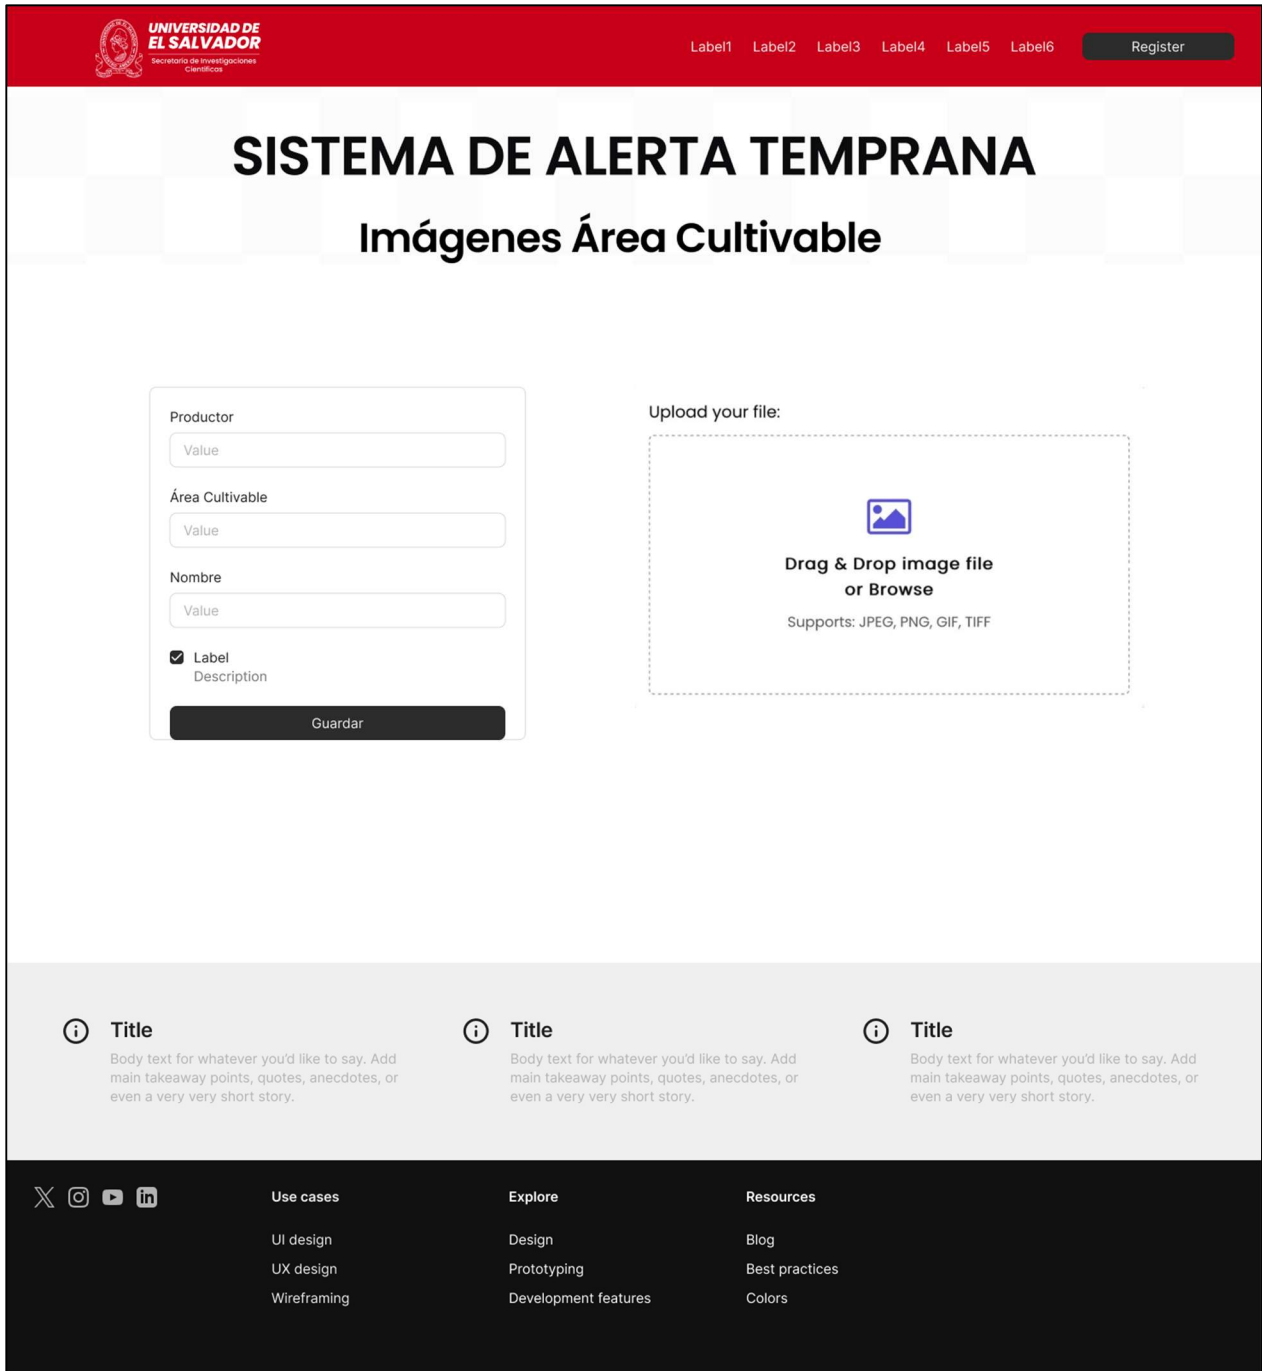 UNIVERSIDAD DE
EL SALVADOR
Secretaría de Investigaciones
Científicas
Label1 Label2 Label3 Label4 Label5 Label6 Register
SISTEMA DE ALERTA TEMPRANA
Imágenes Área Cultivable
Productor
Value
Área Cultivable
Value
Nombre
Value
Label
Description
Guardar
Upload your file:
Drag & Drop image file
or Browse
Supports: JPEG, PNG, GIF, TIFF
Title
Body text for whatever you'd like to say. Add
main takeaway points, quotes, anecdotes, or
even a very very short story.
Title
Body text for whatever you'd like to say. Add
main takeaway points, quotes, anecdotes, or
even a very very short story.
Title
Body text for whatever you'd like to say. Add
main takeaway points, quotes, anecdotes, or
even a very very short story.
Use cases
UI design
UX design
Wireframing
Explore
Design
Prototyping
Development features
Resources
Blog
Best practices
Colors